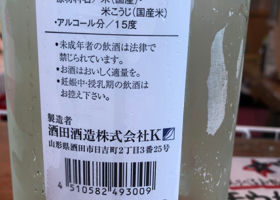 原材料名／米(国産米)
米こうじ(国産米)
・アルコール分／15度
・未成年者の飲酒は法律で
禁じられています。
・お酒はおいしく適量を。
・妊娠中・授乳期の飲酒は
お控え下さい。
製造者
酒田酒造株式会社K
山形県酒田市日吉町2丁目3番25号
4 510582 493009